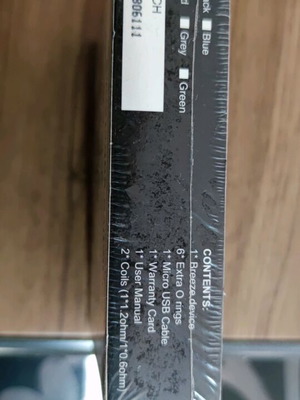 Blue
Grey
Green
CH
806111
CONTENTS:
1* Breeze device
6* Extra O rings
1* Micro USB Cable
1* Warranty Card
1* User Manual
2* Coils (1*1.2ohm/1*0.6ohm)